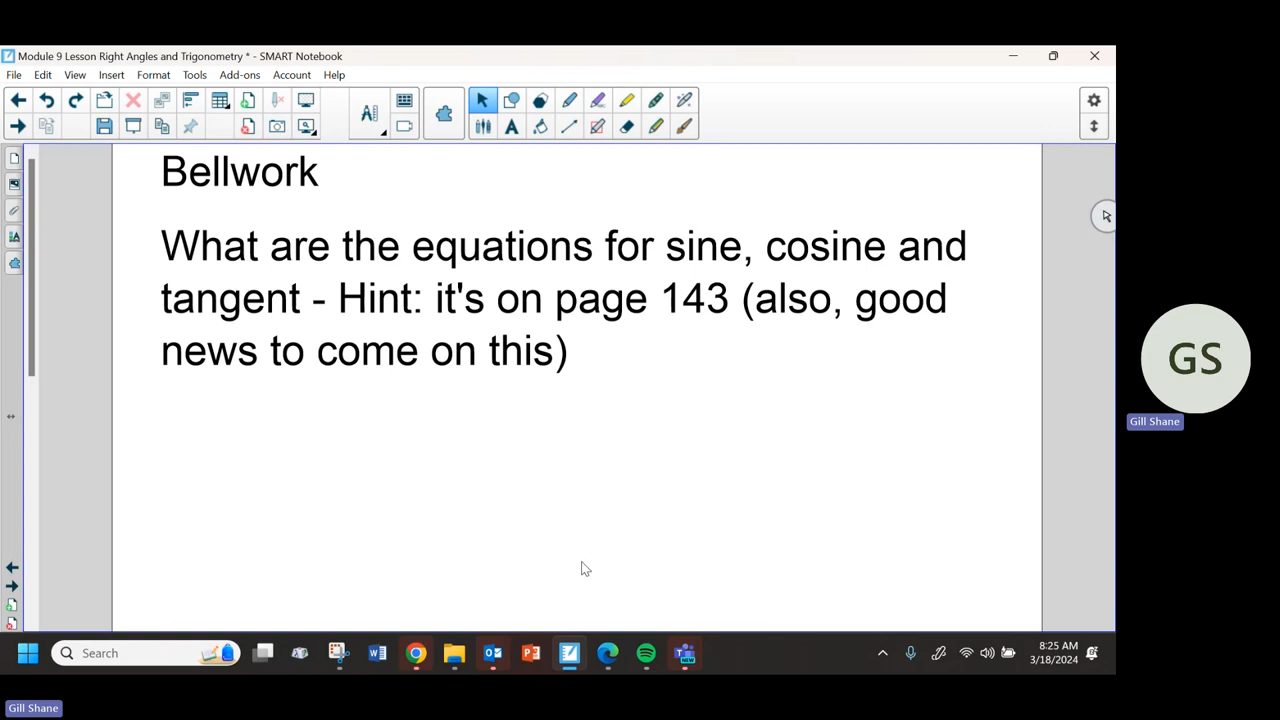 Module 9 Lesson Right Angles and Trigonometry * - SMART Notebook
File Edit View Insert Format Tools Add-ons Account Help
Bellwork
What are the equations for sine, cosine and
tangent - Hint: it's on page 143 (also, good
news to come on this)
GS
Gill Shane
Search
8:25 AM
3/18/2024
Gill Shane